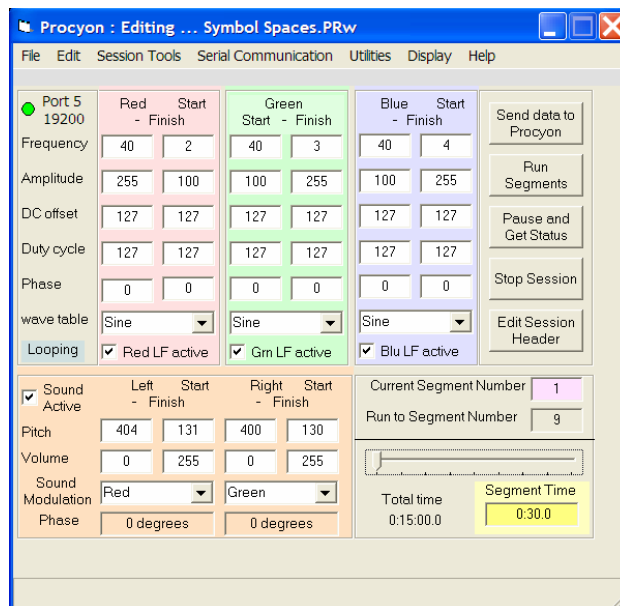 Procyon : Editing ... Symbol Spaces.PRw
File Edit Session Tools Serial Communication Utilities Display Help
Port 5
19200
Red Start
- Finish
Green
Start - Finish
Blue Start
- Finish
Send data to
Procyon
Frequency 40 2 40 3 40 4
Run
Segments
Amplitude 255 100 100 255 100 255
DC offset 127 127 127 127 127 127
Pause and
Get Status
Duty cycle 127 127 127 127 127 127
Phase 0 0 0 0 0 0
Stop Session
wave table Sine Sine Sine
Edit Session
Header
Looping Red LF active Grn LF active Blu LF active
Sound
Active
Left Start
- Finish
Right Start
- Finish
Current Segment Number 1
Run to Segment Number 9
Pitch 404 131 400 130
Volume 0 255 0 255
Sound
Modulation Red Green
Phase 0 degrees 0 degrees
Total time
0:15:00.0
Segment Time
0:30.0